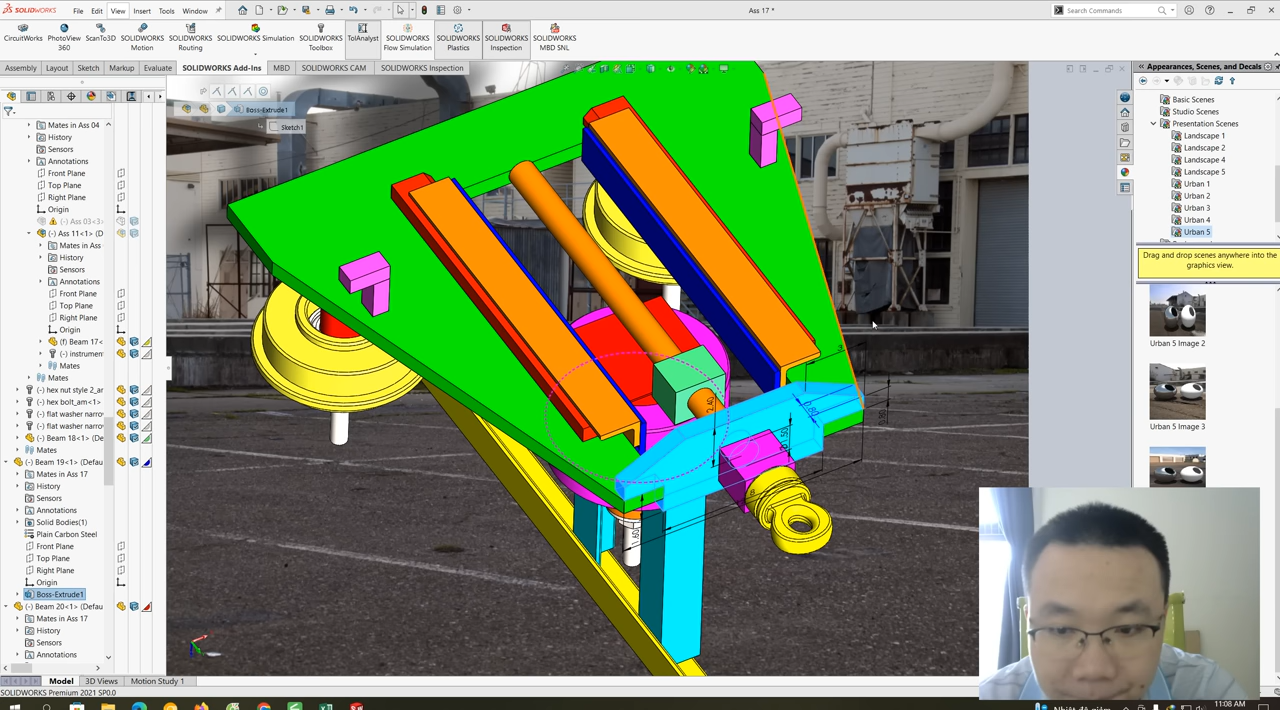 SOLIDWORKS
File
Edit
View
Insert
Tools
Window
Ass 17 *
Search Commands
CircuitWorks
PhotoView
360
ScanTo3D
SOLIDWORKS
Motion
SOLIDWORKS
Routing
SOLIDWORKS Simulation
SOLIDWORKS
Toolbox
TolAnalyst
SOLIDWORKS
Flow Simulation
SOLIDWORKS
Plastics
SOLIDWORKS
Inspection
SOLIDWORKS
MBD SNL
Assembly
Layout
Sketch
Markup
Evaluate
SOLIDWORKS Add-Ins
MBD
SOLIDWORKS CAM
SOLIDWORKS Inspection
Boss-Extrude1
Sketch1
Mates in Ass 04
History
Sensors
Annotations
Front Plane
Top Plane
Right Plane
Origin
(-) Ass 03<3>
(-) Ass 11<1> (D
Mates in Ass
History
Sensors
Annotations
Front Plane
Top Plane
Right Plane
Origin
(f) Beam 17<
(-) instrument
Mates
Mates
(-) hex nut style 2_ar
(-) hex bolt_am<1>
(-) flat washer narrow
(-) flat washer narrow
(-) Beam 18<1> (De
Mates
(-) Beam 19<1> (Defau
Mates in Ass 17
History
Sensors
Annotations
Solid Bodies(1)
Plain Carbon Steel
Front Plane
Top Plane
Right Plane
Origin
Boss-Extrude1
(-) Beam 20<1> (Defau
Mates in Ass 17
History
Sensors
Annotations
Appearances, Scenes, and Decals
Basic Scenes
Studio Scenes
Presentation Scenes
Landscape 1
Landscape 2
Landscape 4
Landscape 5
Urban 1
Urban 2
Urban 3
Urban 4
Urban 5
Drag and drop scenes anywhere into the
graphics view.
Urban 5 Image 2
Urban 5 Image 3
2.40
1.60
Model
3D Views
Motion Study 1
SOLIDWORKS Premium 2021 SP0.0
11:08 AM